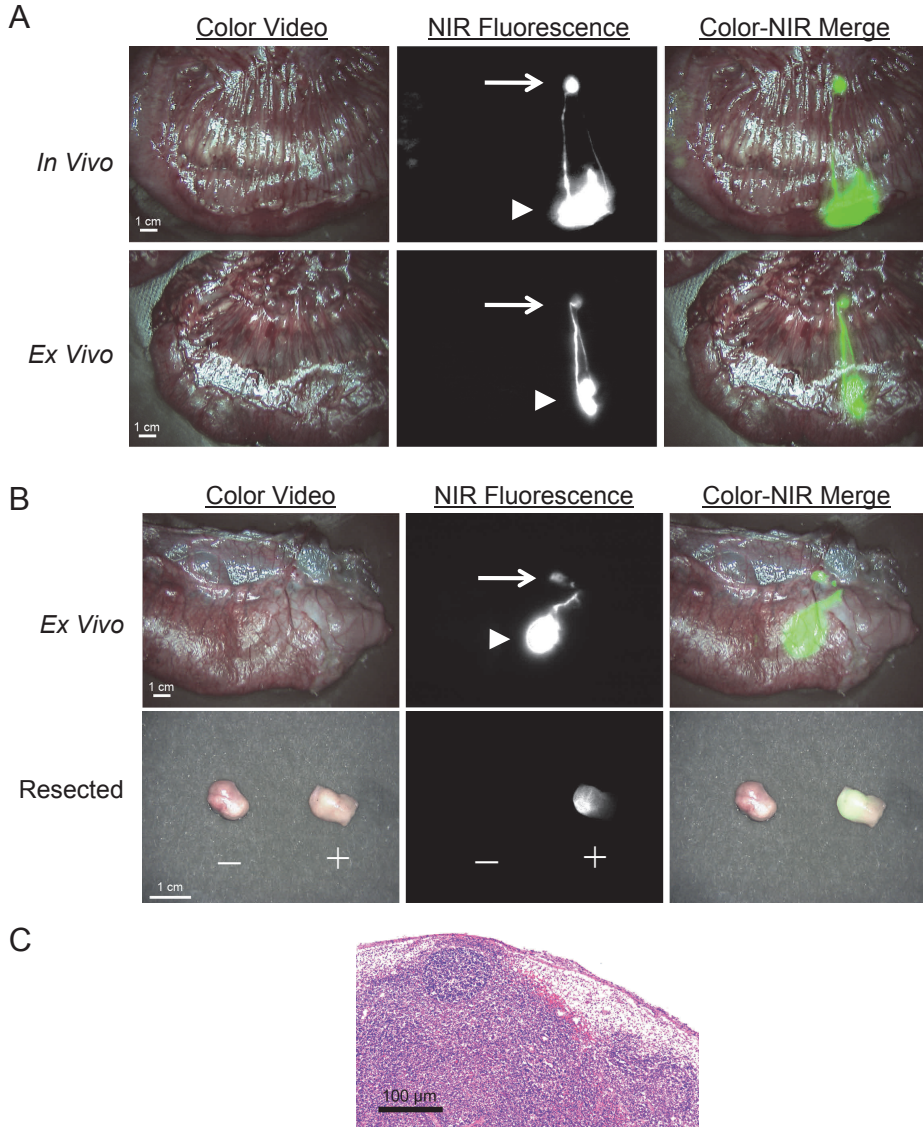 A
Color Video NIR Fluorescence Color-NIR Merge
In Vivo
1 cm
Ex Vivo
1 cm
B
Color Video NIR Fluorescence Color-NIR Merge
Ex Vivo
1 cm
Resected
− + − +
1 cm
C
100 µm